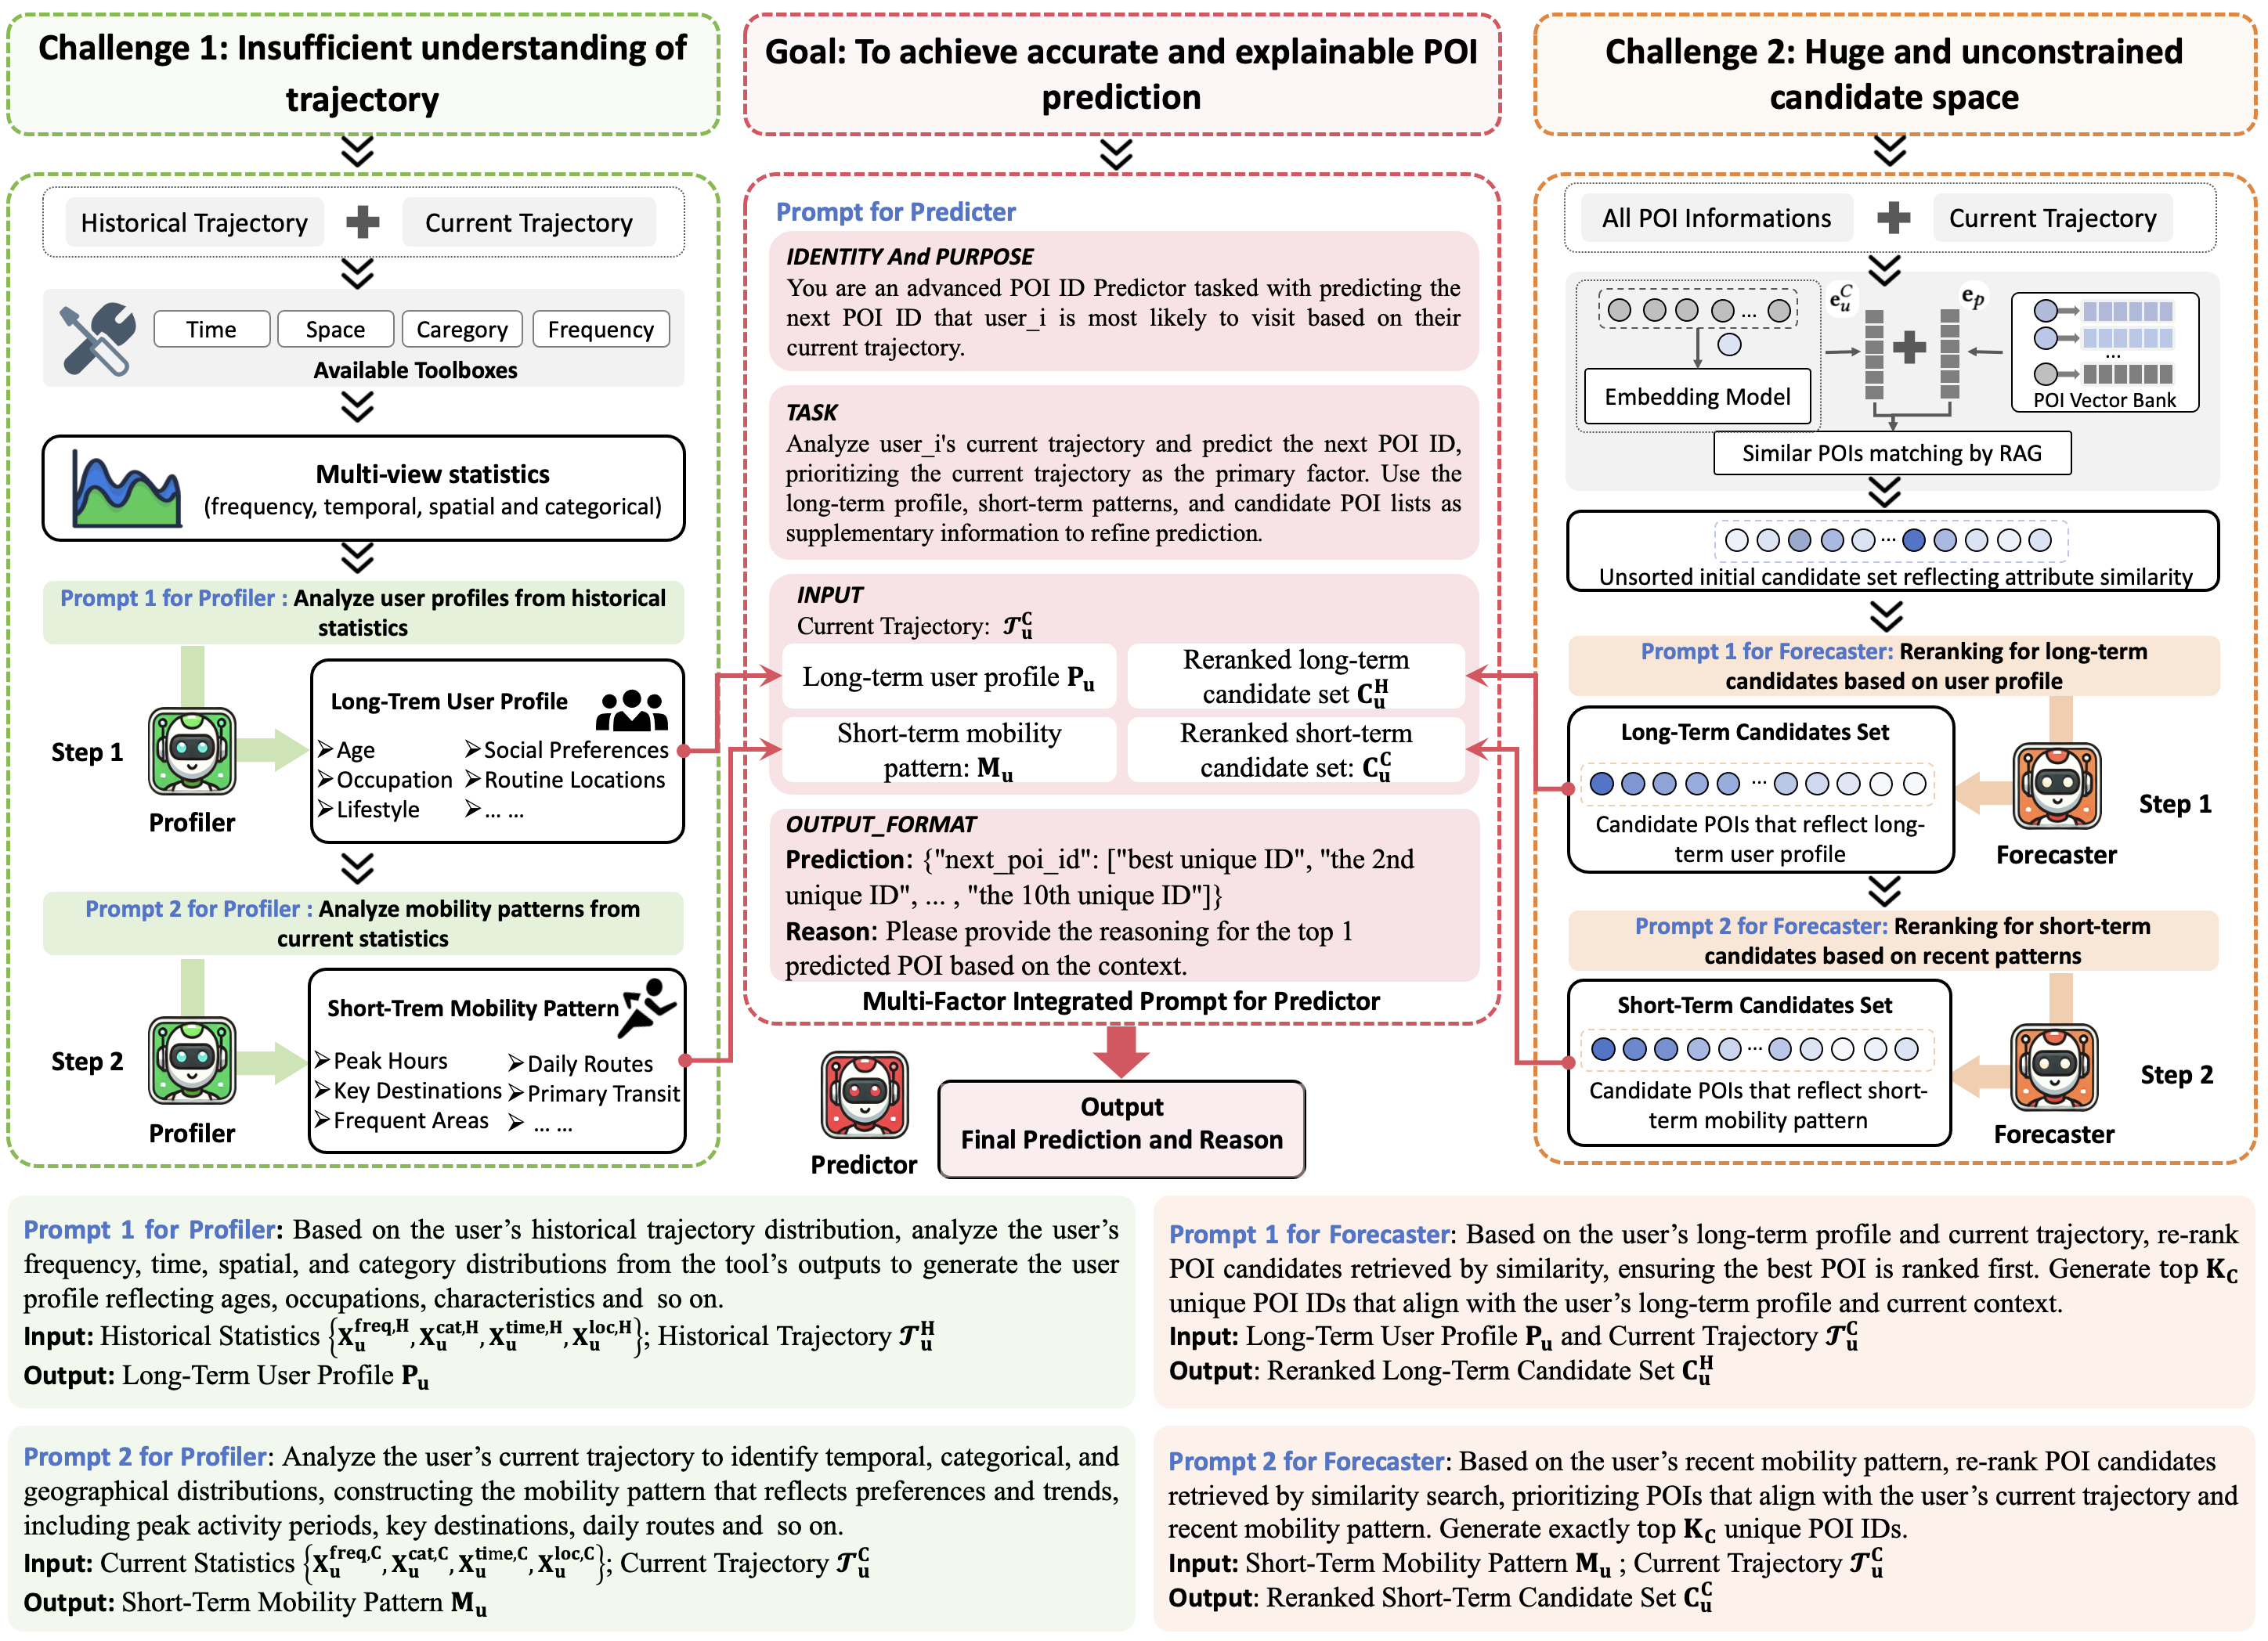 Challenge 1: Insufficient understanding of
trajectory
Historical Trajectory
Current Trajectory
Time
Space
Caregory
Frequency
Available Toolboxes
Multi-view statistics
(frequency, temporal, spatial and categorical)
Prompt 1 for Profiler : Analyze user profiles from historical
statistics
Step 1
Profiler
Long-Trem User Profile
➢Age
➢Occupation
➢Lifestyle
➢Social Preferences
➢Routine Locations
➢... ...
Prompt 2 for Profiler : Analyze mobility patterns from
current statistics
Step 2
Profiler
Short-Trem Mobility Pattern
➢Peak Hours
➢Key Destinations
➢Frequent Areas
➢Daily Routes
➢Primary Transit
➢ ... ...
Goal: To achieve accurate and explainable POI
prediction
Prompt for Predicter
IDENTITY And PURPOSE
You are an advanced POI ID Predictor tasked with predicting the
next POI ID that user_i is most likely to visit based on their
current trajectory.
TASK
Analyze user_i's current trajectory and predict the next POI ID,
prioritizing the current trajectory as the primary factor. Use the
long-term profile, short-term patterns, and candidate POI lists as
supplementary information to refine prediction.
INPUT
Current Trajectory: 𝓣_u^C
Long-term user profile P_u
Reranked long-term
candidate set C_u^H
Short-term mobility
pattern: M_u
Reranked short-term
candidate set: C_u^C
OUTPUT_FORMAT
Prediction: {"next_poi_id": ["best unique ID", "the 2nd
unique ID", ... , "the 10th unique ID"]}
Reason: Please provide the reasoning for the top 1
predicted POI based on the context.
Multi-Factor Integrated Prompt for Predictor
Predictor
Output
Final Prediction and Reason
Challenge 2: Huge and unconstrained
candidate space
All POI Informations
Current Trajectory
...
e_u^C
e_p
...
Embedding Model
POI Vector Bank
Similar POIs matching by RAG
...
Unsorted initial candidate set reflecting attribute similarity
Prompt 1 for Forecaster: Reranking for long-term
candidates based on user profile
Long-Term Candidates Set
...
Candidate POIs that reflect long-
term user profile
Step 1
Forecaster
Prompt 2 for Forecaster: Reranking for short-term
candidates based on recent patterns
Short-Term Candidates Set
...
Candidate POIs that reflect short-
term mobility pattern
Step 2
Forecaster
Prompt 1 for Profiler: Based on the user’s historical trajectory distribution, analyze the user’s
frequency, time, spatial, and category distributions from the tool’s outputs to generate the user
profile reflecting ages, occupations, characteristics and so on.
Input: Historical Statistics {X_u^freq,H, X_u^cat,H, X_u^time,H, X_u^loc,H}; Historical Trajectory 𝓣_u^H
Output: Long-Term User Profile P_u
Prompt 2 for Profiler: Analyze the user’s current trajectory to identify temporal, categorical, and
geographical distributions, constructing the mobility pattern that reflects preferences and trends,
including peak activity periods, key destinations, daily routes and so on.
Input: Current Statistics {X_u^freq,C, X_u^cat,C, X_u^time,C, X_u^loc,C}; Current Trajectory 𝓣_u^C
Output: Short-Term Mobility Pattern M_u
Prompt 1 for Forecaster: Based on the user’s long-term profile and current trajectory, re-rank
POI candidates retrieved by similarity, ensuring the best POI is ranked first. Generate top K_C
unique POI IDs that align with the user’s long-term profile and current context.
Input: Long-Term User Profile P_u and Current Trajectory 𝓣_u^C
Output: Reranked Long-Term Candidate Set C_u^H
Prompt 2 for Forecaster: Based on the user’s recent mobility pattern, re-rank POI candidates
retrieved by similarity search, prioritizing POIs that align with the user’s current trajectory and
recent mobility pattern. Generate exactly top K_C unique POI IDs.
Input: Short-Term Mobility Pattern M_u ; Current Trajectory 𝓣_u^C
Output: Reranked Short-Term Candidate Set C_u^C